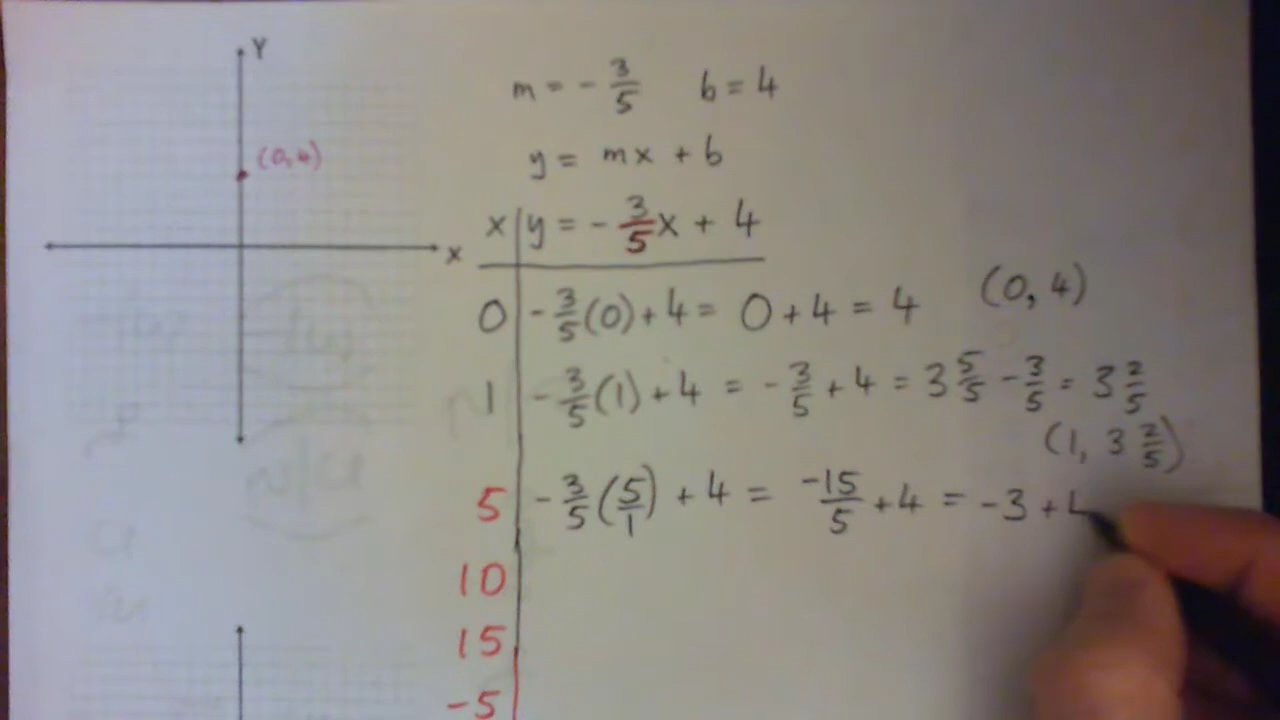 Y
(0,4)
x
m = - 3/5 b = 4
y = mx + b
x y = - 3/5 x + 4
0 - 3/5 (0) + 4 = 0 + 4 = 4 (0, 4)
1 - 3/5 (1) + 4 = - 3/5 + 4 = 3 5/5 - 3/5 = 3 2/5
(1, 3 2/5)
5 - 3/5 (5/1) + 4 = -15/5 + 4 = -3 +
10
15
-5